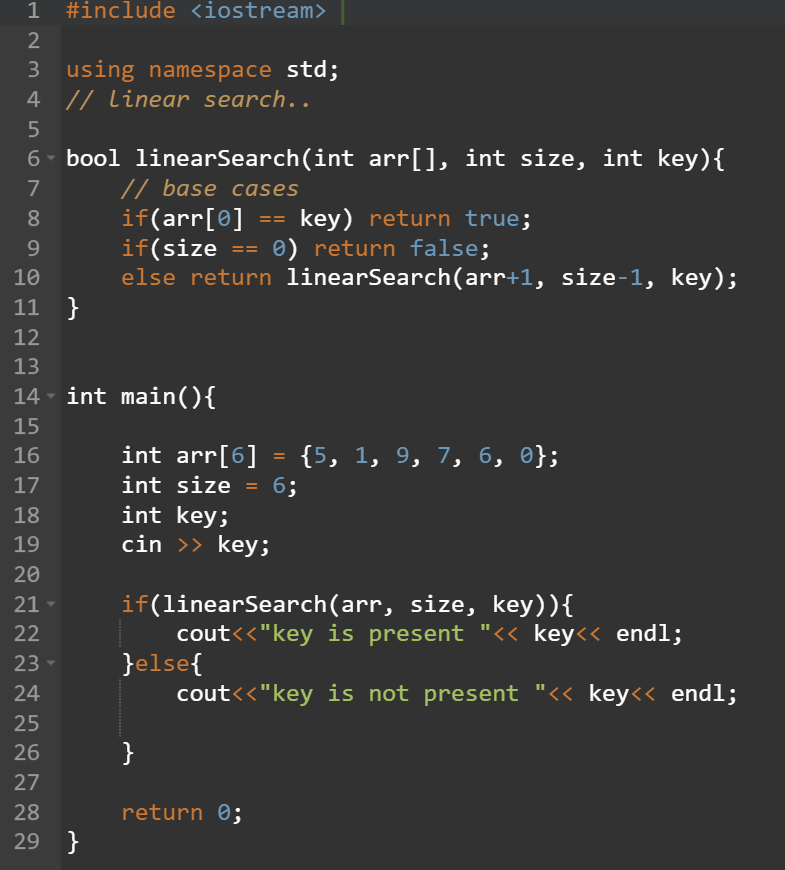 1 #include <iostream>
2
3 using namespace std;
4 // linear search..
5
6 bool linearSearch(int arr[], int size, int key){
7     // base cases
8     if(arr[0] == key) return true;
9     if(size == 0) return false;
10     else return linearSearch(arr+1, size-1, key);
11 }
12
13
14 int main(){
15
16     int arr[6] = {5, 1, 9, 7, 6, 0};
17     int size = 6;
18     int key;
19     cin >> key;
20
21     if(linearSearch(arr, size, key)){
22         cout<<"key is present "<< key<< endl;
23     }else{
24         cout<<"key is not present "<< key<< endl;
25
26     }
27
28     return 0;
29 }